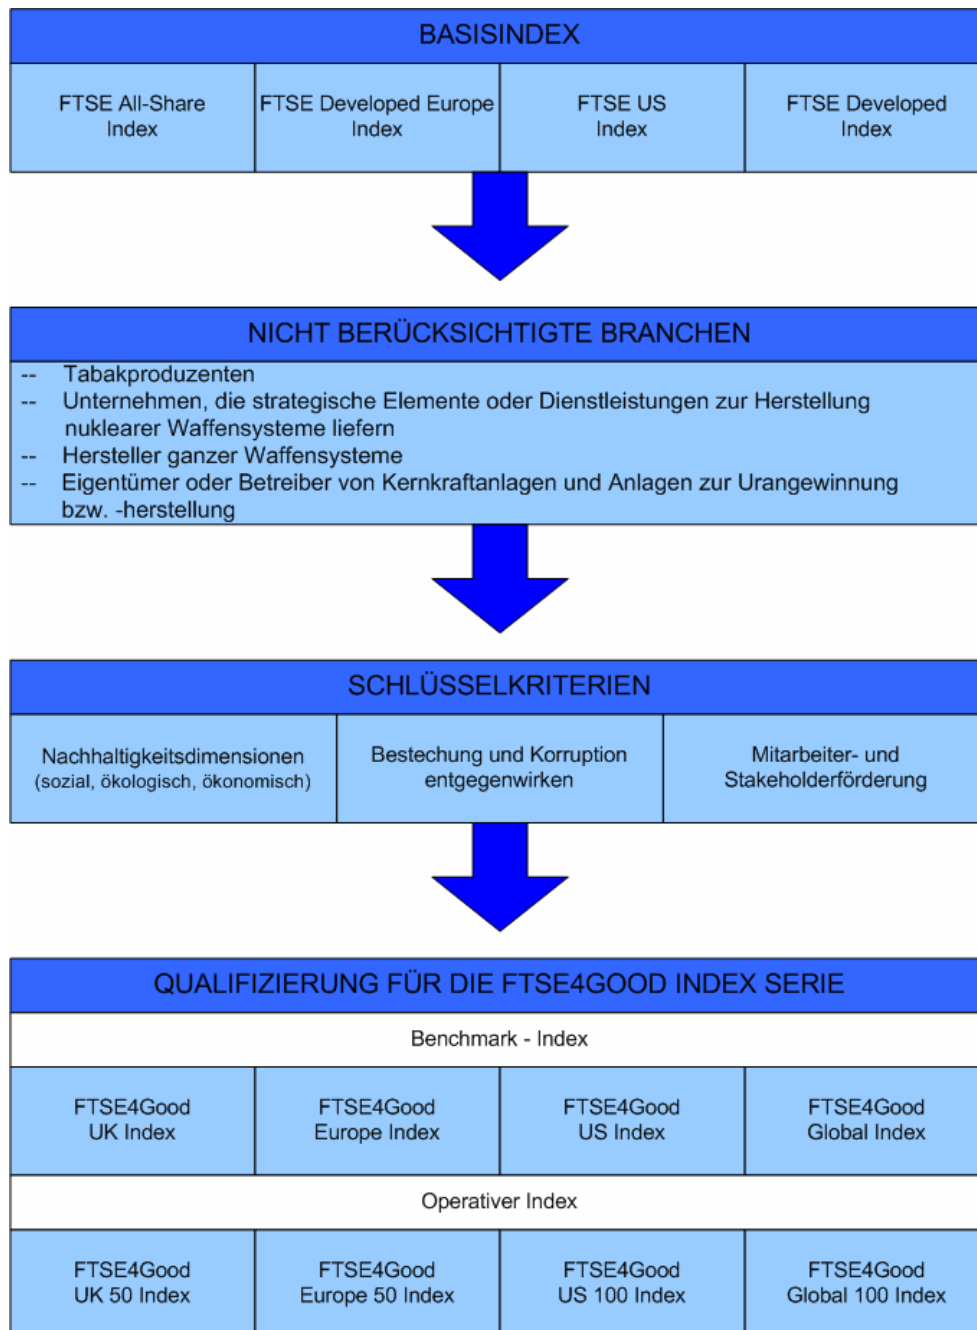 BASISINDEX
FTSE All-Share
Index
FTSE Developed Europe
Index
FTSE US
Index
FTSE Developed
Index
NICHT BERÜCKSICHTIGTE BRANCHEN
-- Tabakproduzenten
-- Unternehmen, die strategische Elemente oder Dienstleistungen zur Herstellung
nuklearer Waffensysteme liefern
-- Hersteller ganzer Waffensysteme
-- Eigentümer oder Betreiber von Kernkraftanlagen und Anlagen zur Urangewinnung
bzw. -herstellung
SCHLÜSSELKRITERIEN
Nachhaltigkeitsdimensionen
(sozial, ökologisch, ökonomisch)
Bestechung und Korruption
entgegenwirken
Mitarbeiter- und
Stakeholderförderung
QUALIFIZIERUNG FÜR DIE FTSE4GOOD INDEX SERIE
Benchmark - Index
FTSE4Good
UK Index
FTSE4Good
Europe Index
FTSE4Good
US Index
FTSE4Good
Global Index
Operativer Index
FTSE4Good
UK 50 Index
FTSE4Good
Europe 50 Index
FTSE4Good
US 100 Index
FTSE4Good
Global 100 Index